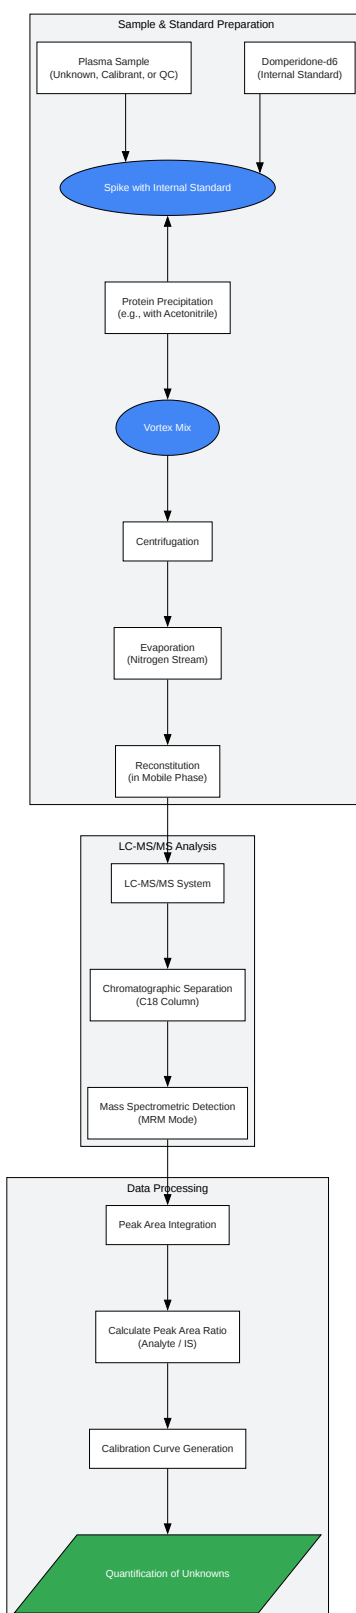 Sample & Standard Preparation
Plasma Sample
(Unknown, Calibrant, or QC)
Domperidone-d6
(Internal Standard)
Spike with Internal Standard
Protein Precipitation
(e.g., with Acetonitrile)
Vortex Mix
Centrifugation
Evaporation
(Nitrogen Stream)
Reconstitution
(in Mobile Phase)
LC-MS/MS Analysis
LC-MS/MS System
Chromatographic Separation
(C18 Column)
Mass Spectrometric Detection
(MRM Mode)
Data Processing
Peak Area Integration
Calculate Peak Area Ratio
(Analyte / IS)
Calibration Curve Generation
Quantification of Unknowns